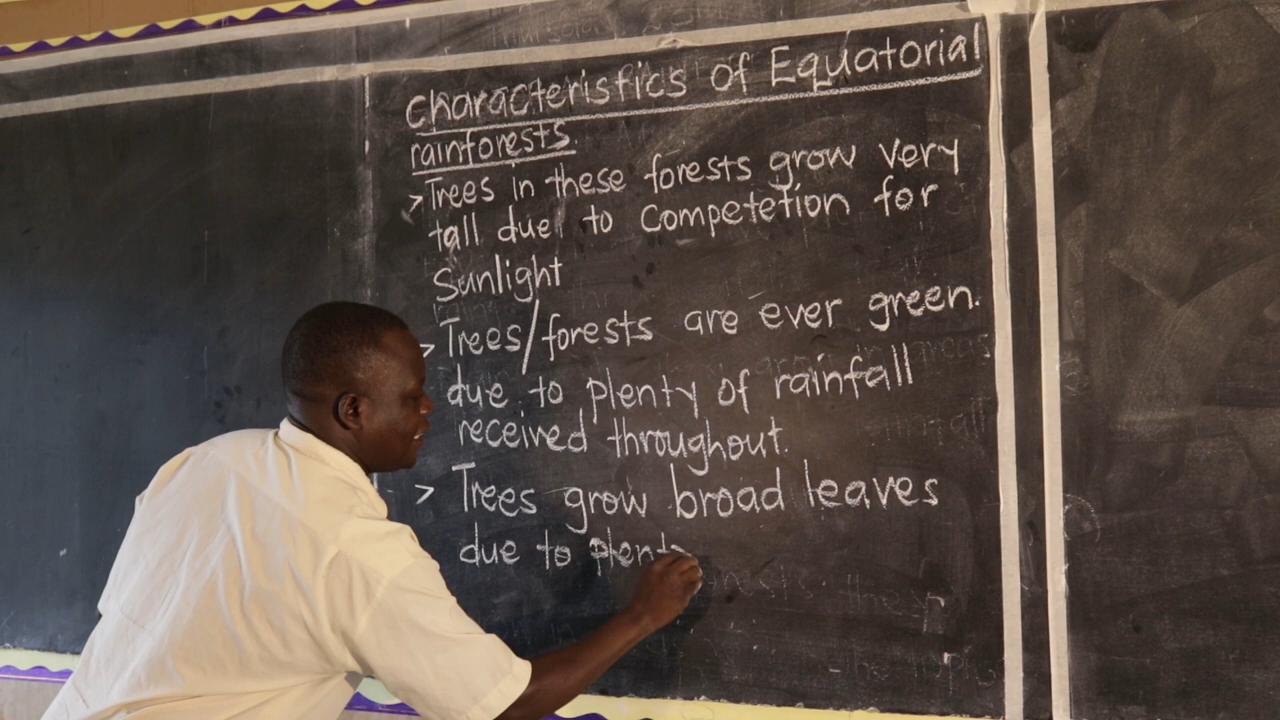 Characteristics of Equatorial
rainforests.
> Trees in these forests grow very
tall due to Competetion for
Sunlight
> Trees/forests are ever green.
due to plenty of rainfall
received throughout.
> Trees grow broad leaves
due to plenty